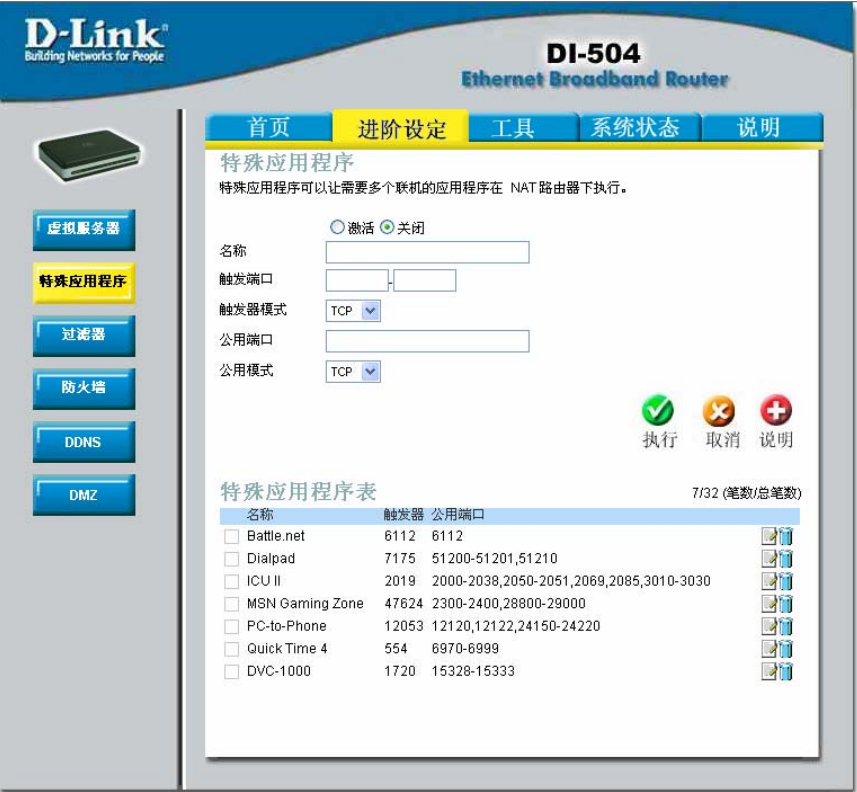 D-Link®
Building Networks for People
DI-504
Ethernet Broadband Router
首页 进阶设定 工具 系统状态 说明
虚拟服务器
特殊应用程序
过滤器
防火墙
DDNS
DMZ
特殊应用程序
特殊应用程序可以让需要多个联机的应用程序在 NAT 路由器下执行。
激活 关闭
名称
触发端口 -
触发器模式 TCP
公用端口
公用模式 TCP
执行 取消 说明
特殊应用程序表 7/32 (笔数/总笔数)
名称 触发器 公用端口
Battle.net 6112 6112
Dialpad 7175 51200-51201,51210
ICU II 2019 2000-2038,2050-2051,2069,2085,3010-3030
MSN Gaming Zone 47624 2300-2400,28800-29000
PC-to-Phone 12053 12120,12122,24150-24220
Quick Time 4 554 6970-6999
DVC-1000 1720 15328-15333